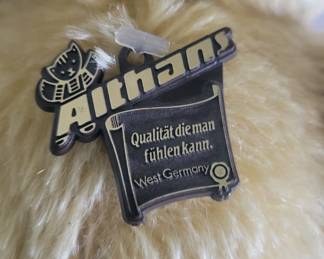 Althans
Qualität die man
fühlen kann.
West Germany